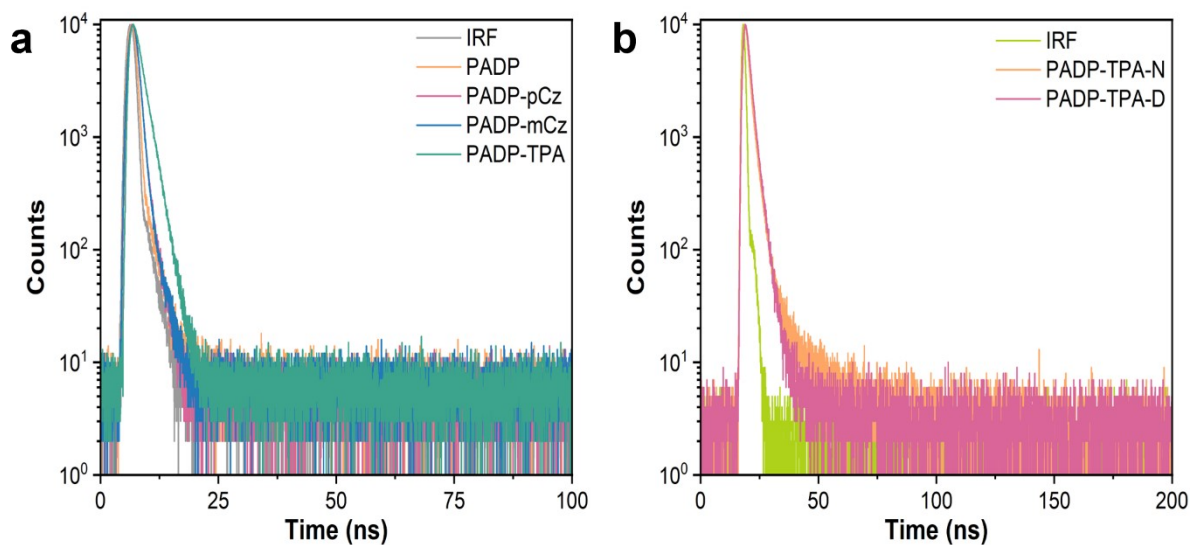 a
IRF
PADP
PADP-pCz
PADP-mCz
PADP-TPA
10⁴
10³
10²
10¹
10⁰
Counts
0 25 50 75 100
Time (ns)
b
IRF
PADP-TPA-N
PADP-TPA-D
10⁴
10³
10²
10¹
10⁰
Counts
0 50 100 150 200
Time (ns)